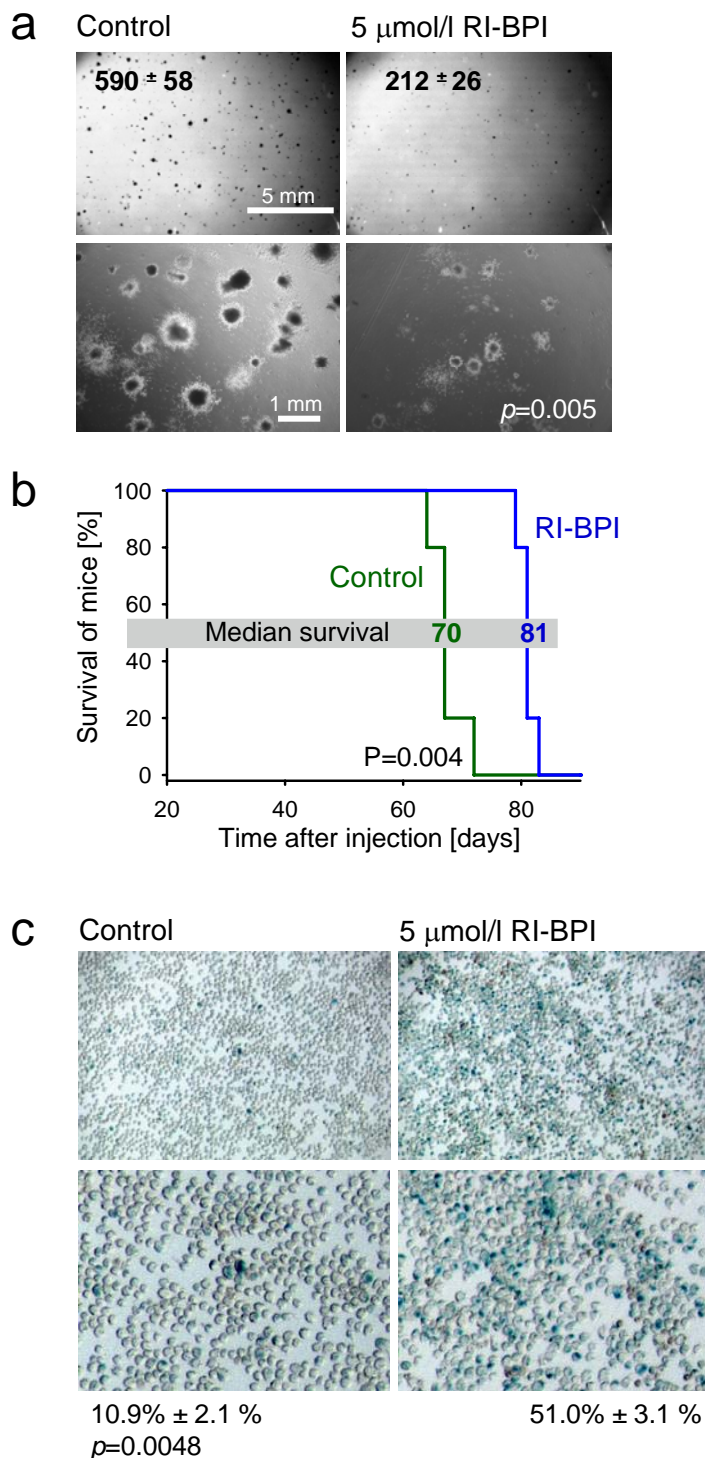 a
Control
5 μmol/l RI-BPI
590 ± 58
212 ± 26
5 mm
1 mm
p=0.005
b
Survival of mice [%]
100
80
60
40
20
0
RI-BPI
Control
Median survival 70 81
P=0.004
20 40 60 80
Time after injection [days]
c
Control
5 μmol/l RI-BPI
10.9% ± 2.1 %
51.0% ± 3.1 %
p=0.0048